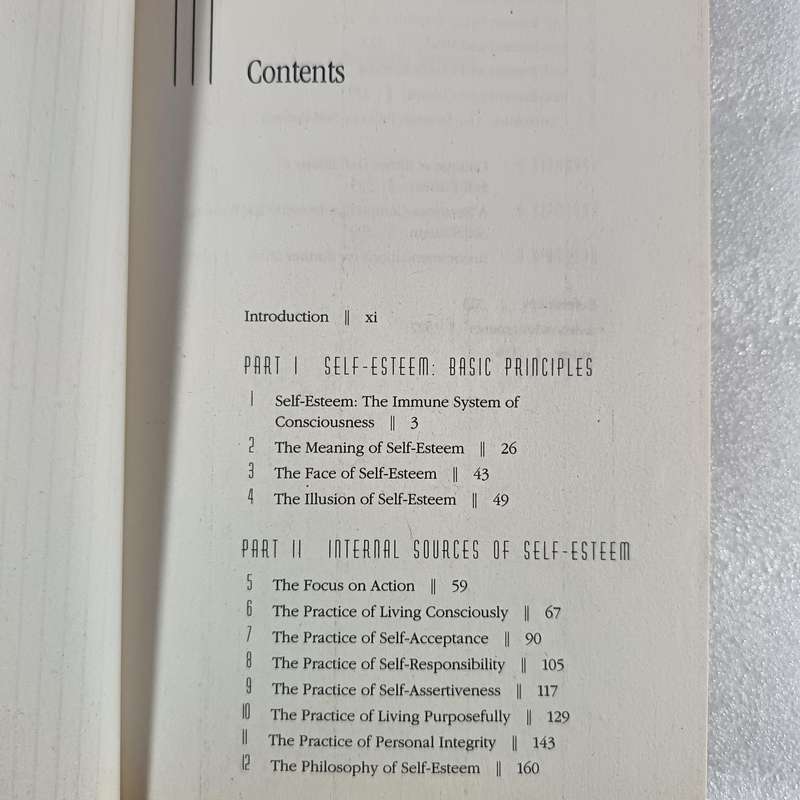 Contents
Introduction || xi
PART I SELF-ESTEEM: BASIC PRINCIPLES
1 Self-Esteem: The Immune System of
Consciousness || 3
2 The Meaning of Self-Esteem || 26
3 The Face of Self-Esteem || 43
4 The Illusion of Self-Esteem || 49
PART II INTERNAL SOURCES OF SELF-ESTEEM
5 The Focus on Action || 59
6 The Practice of Living Consciously || 67
7 The Practice of Self-Acceptance || 90
8 The Practice of Self-Responsibility || 105
9 The Practice of Self-Assertiveness || 117
10 The Practice of Living Purposefully || 129
11 The Practice of Personal Integrity || 143
12 The Philosophy of Self-Esteem || 160